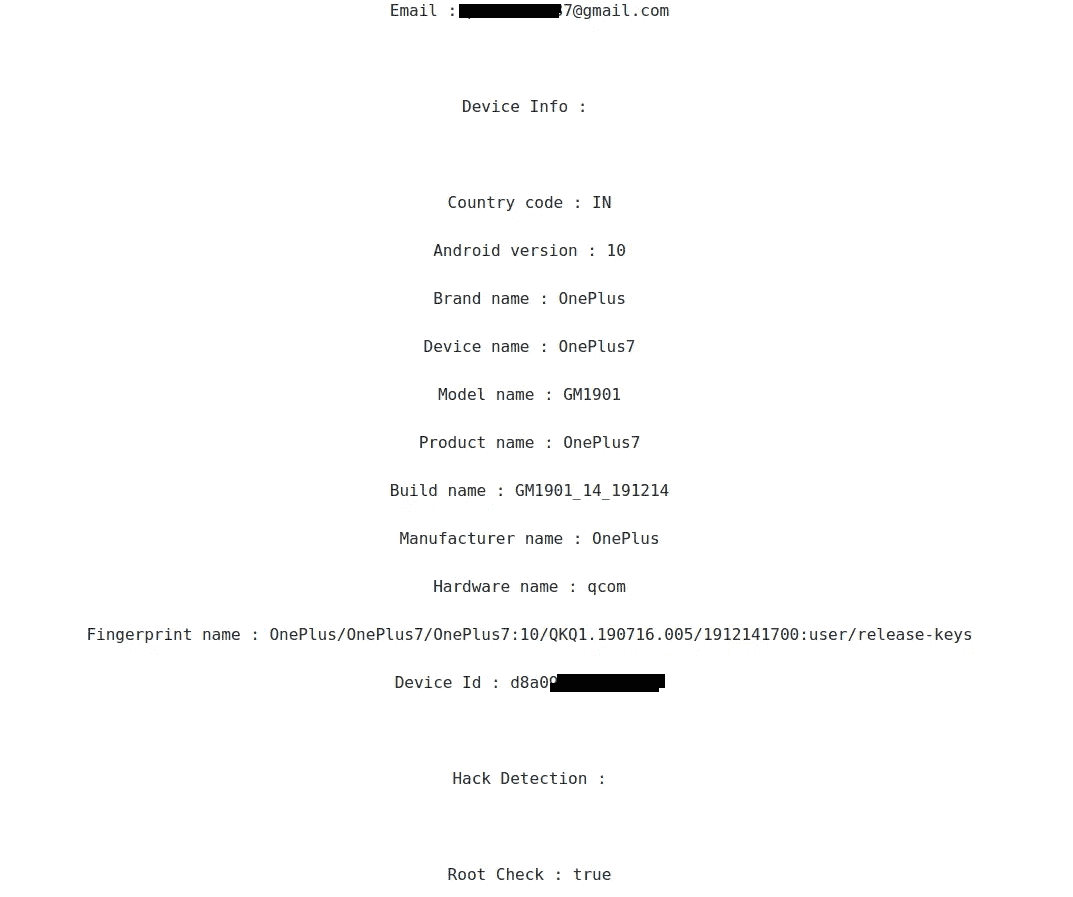 Email : 7@gmail.com
Device Info :
Country code : IN
Android version : 10
Brand name : OnePlus
Device name : OnePlus7
Model name : GM1901
Product name : OnePlus7
Build name : GM1901_14_191214
Manufacturer name : OnePlus
Hardware name : qcom
Fingerprint name : OnePlus/OnePlus7/OnePlus7:10/QKQ1.190716.005/1912141700:user/release-keys
Device Id : d8a0
Hack Detection :
Root Check : true